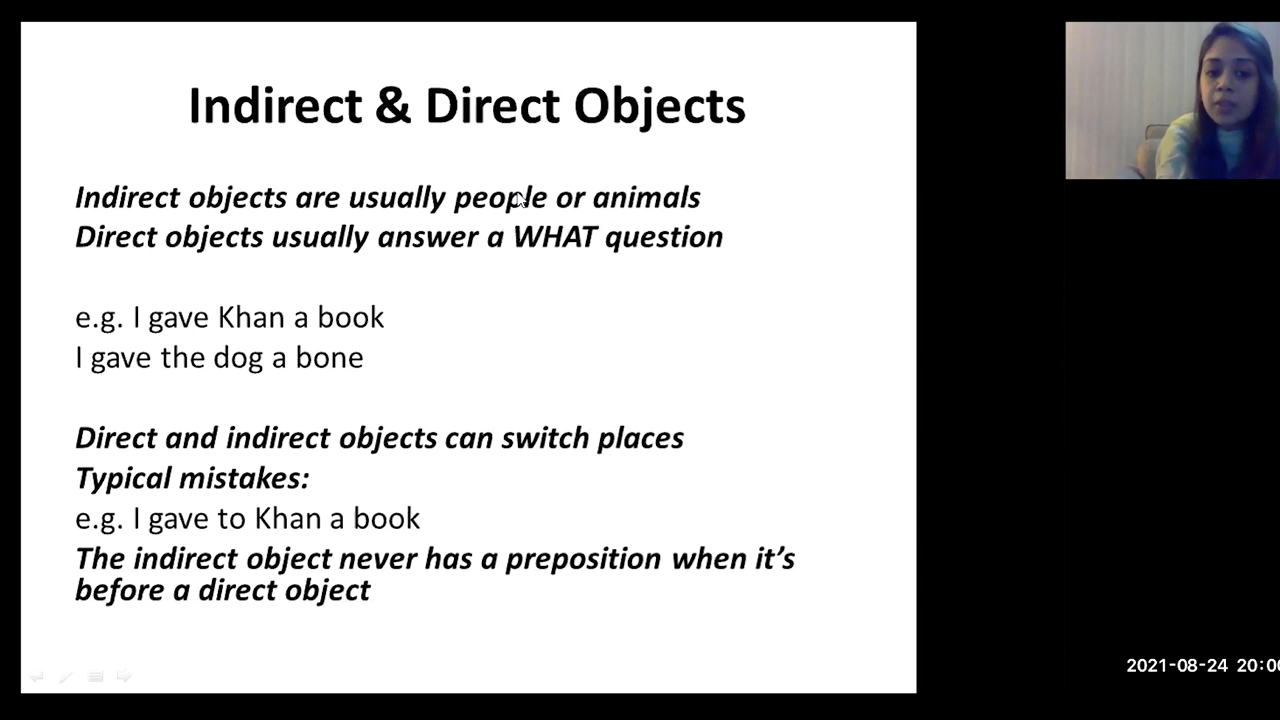 Indirect & Direct Objects
Indirect objects are usually people or animals
Direct objects usually answer a WHAT question
e.g. I gave Khan a book
I gave the dog a bone
Direct and indirect objects can switch places
Typical mistakes:
e.g. I gave to Khan a book
The indirect object never has a preposition when it's
before a direct object
2021-08-24 20:0